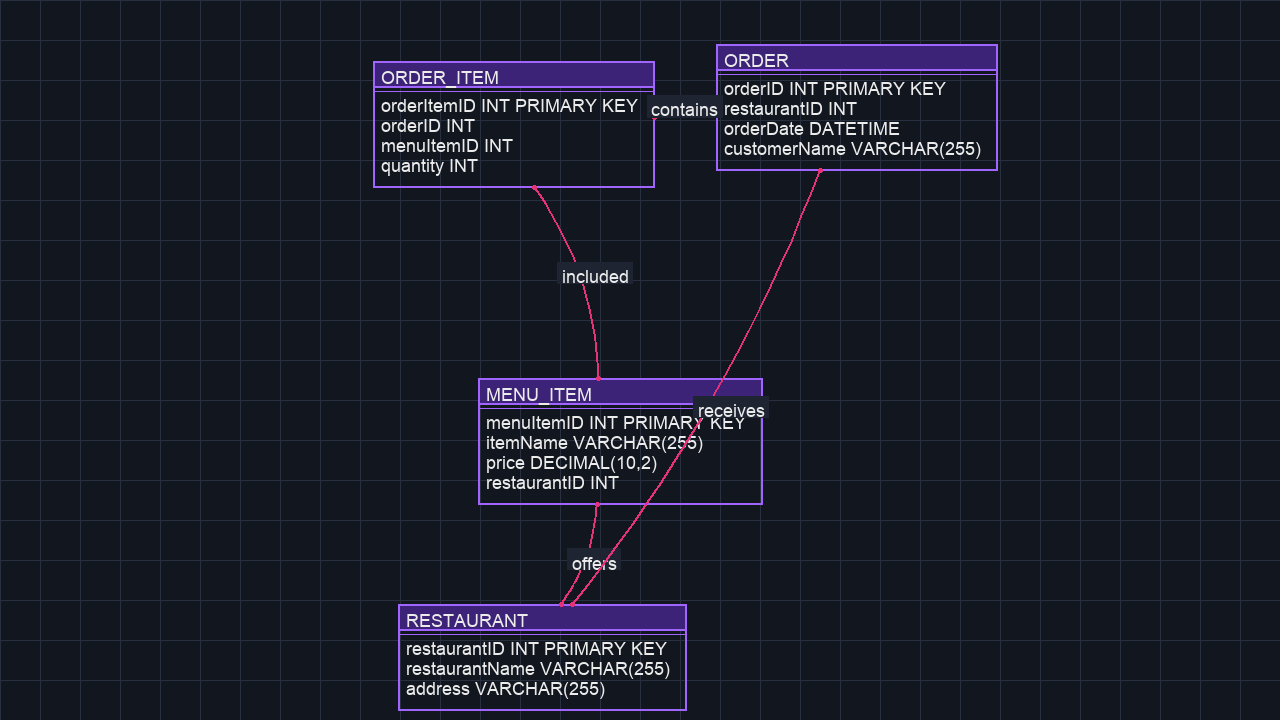 ORDER_ITEM
orderItemID INT PRIMARY KEY
orderID INT
menuItemID INT
quantity INT
contains
ORDER
orderID INT PRIMARY KEY
restaurantID INT
orderDate DATETIME
customerName VARCHAR(255)
included
MENU_ITEM
menuItemID INT PRIMARY KEY
itemName VARCHAR(255)
price DECIMAL(10,2)
restaurantID INT
receives
offers
RESTAURANT
restaurantID INT PRIMARY KEY
restaurantName VARCHAR(255)
address VARCHAR(255)